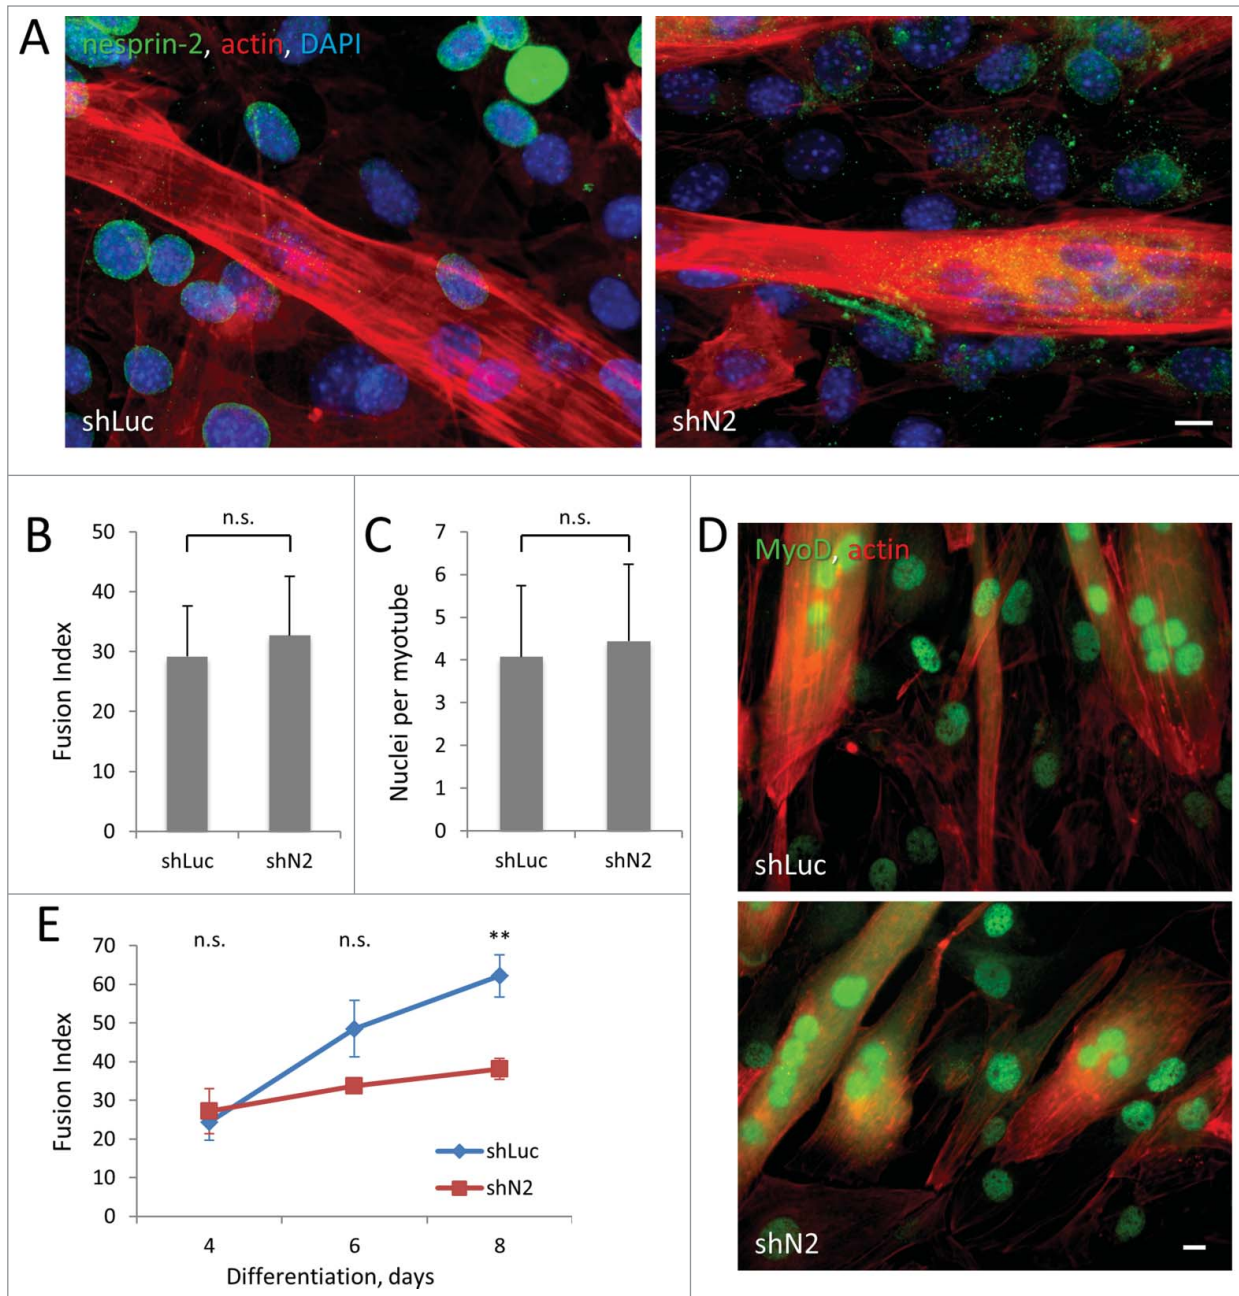 A
nesprin-2, actin, DAPI
shLuc
shN2
B
n.s.
50
40
30
20
10
0
Fusion Index
shLuc
shN2
C
n.s.
7
6
5
4
3
2
1
0
Nuclei per myotube
shLuc
shN2
D
MyoD, actin
shLuc
shN2
E
n.s.
n.s.
**
70
60
50
40
30
20
10
0
Fusion Index
shLuc
shN2
4
6
8
Differentiation, days